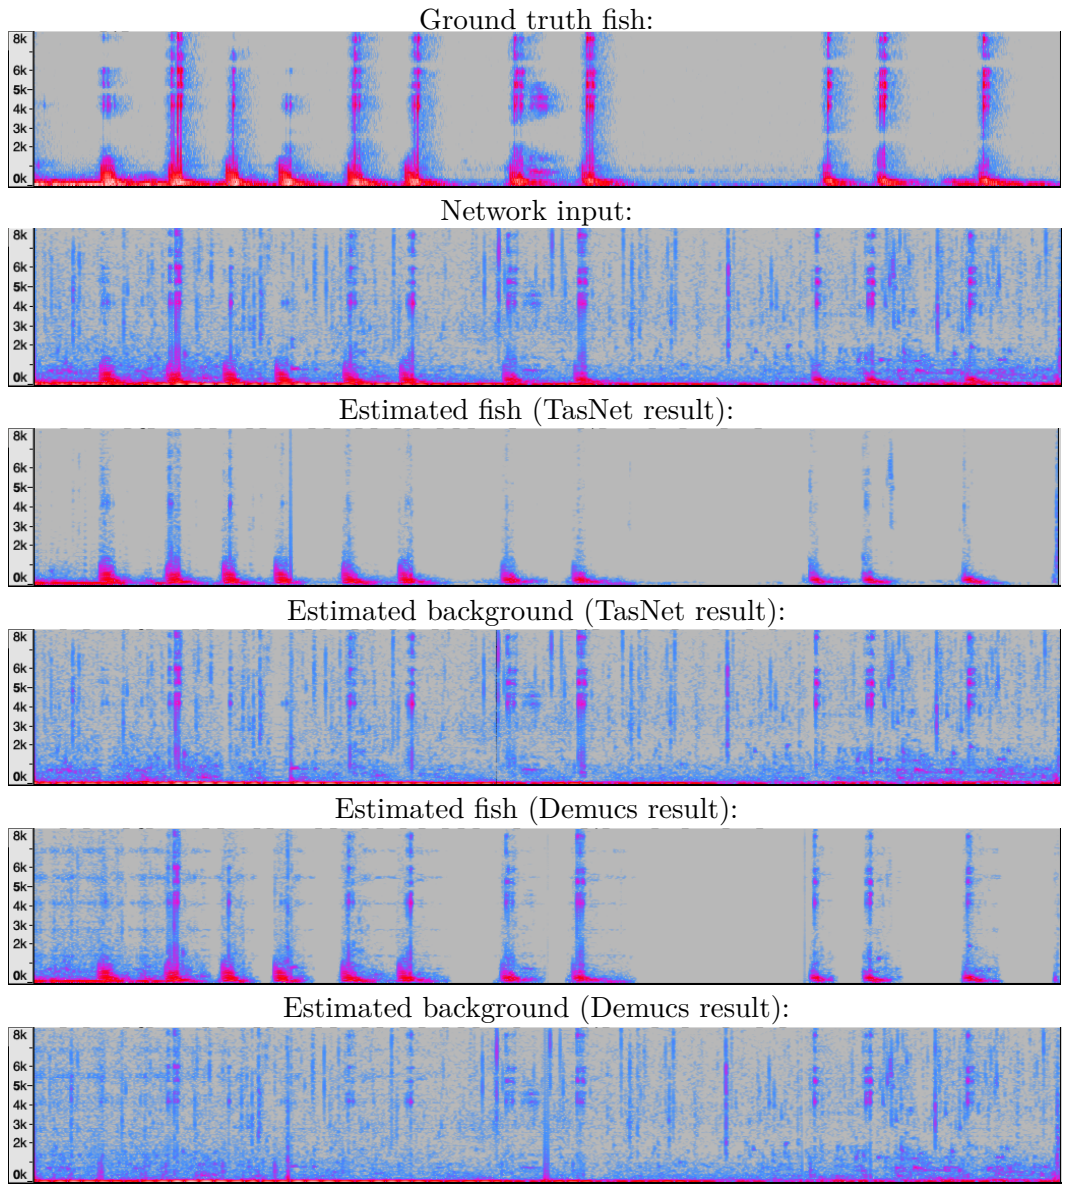 Ground truth fish:
8k
6k
5k
4k
3k
2k
0k
Network input:
8k
6k
5k
4k
3k
2k
0k
Estimated fish (TasNet result):
8k
6k
5k
4k
3k
2k
0k
Estimated background (TasNet result):
8k
6k
5k
4k
3k
2k
0k
Estimated fish (Demucs result):
8k
6k
5k
4k
3k
2k
0k
Estimated background (Demucs result):
8k
6k
5k
4k
3k
2k
0k